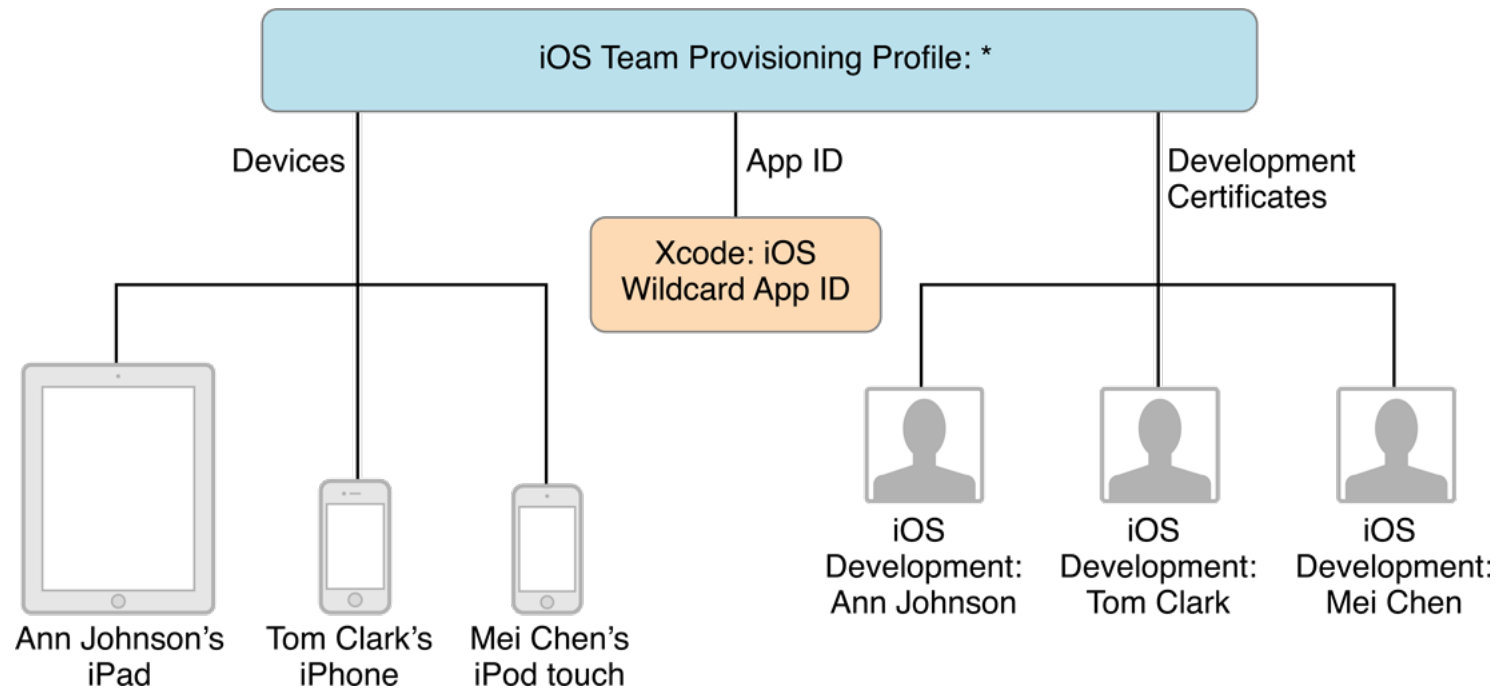 iOS Team Provisioning Profile: *
Devices
App ID
Development
Certificates
Xcode: iOS
Wildcard App ID
Ann Johnson's
iPad
Tom Clark's
iPhone
Mei Chen's
iPod touch
iOS
Development:
Ann Johnson
iOS
Development:
Tom Clark
iOS
Development:
Mei Chen